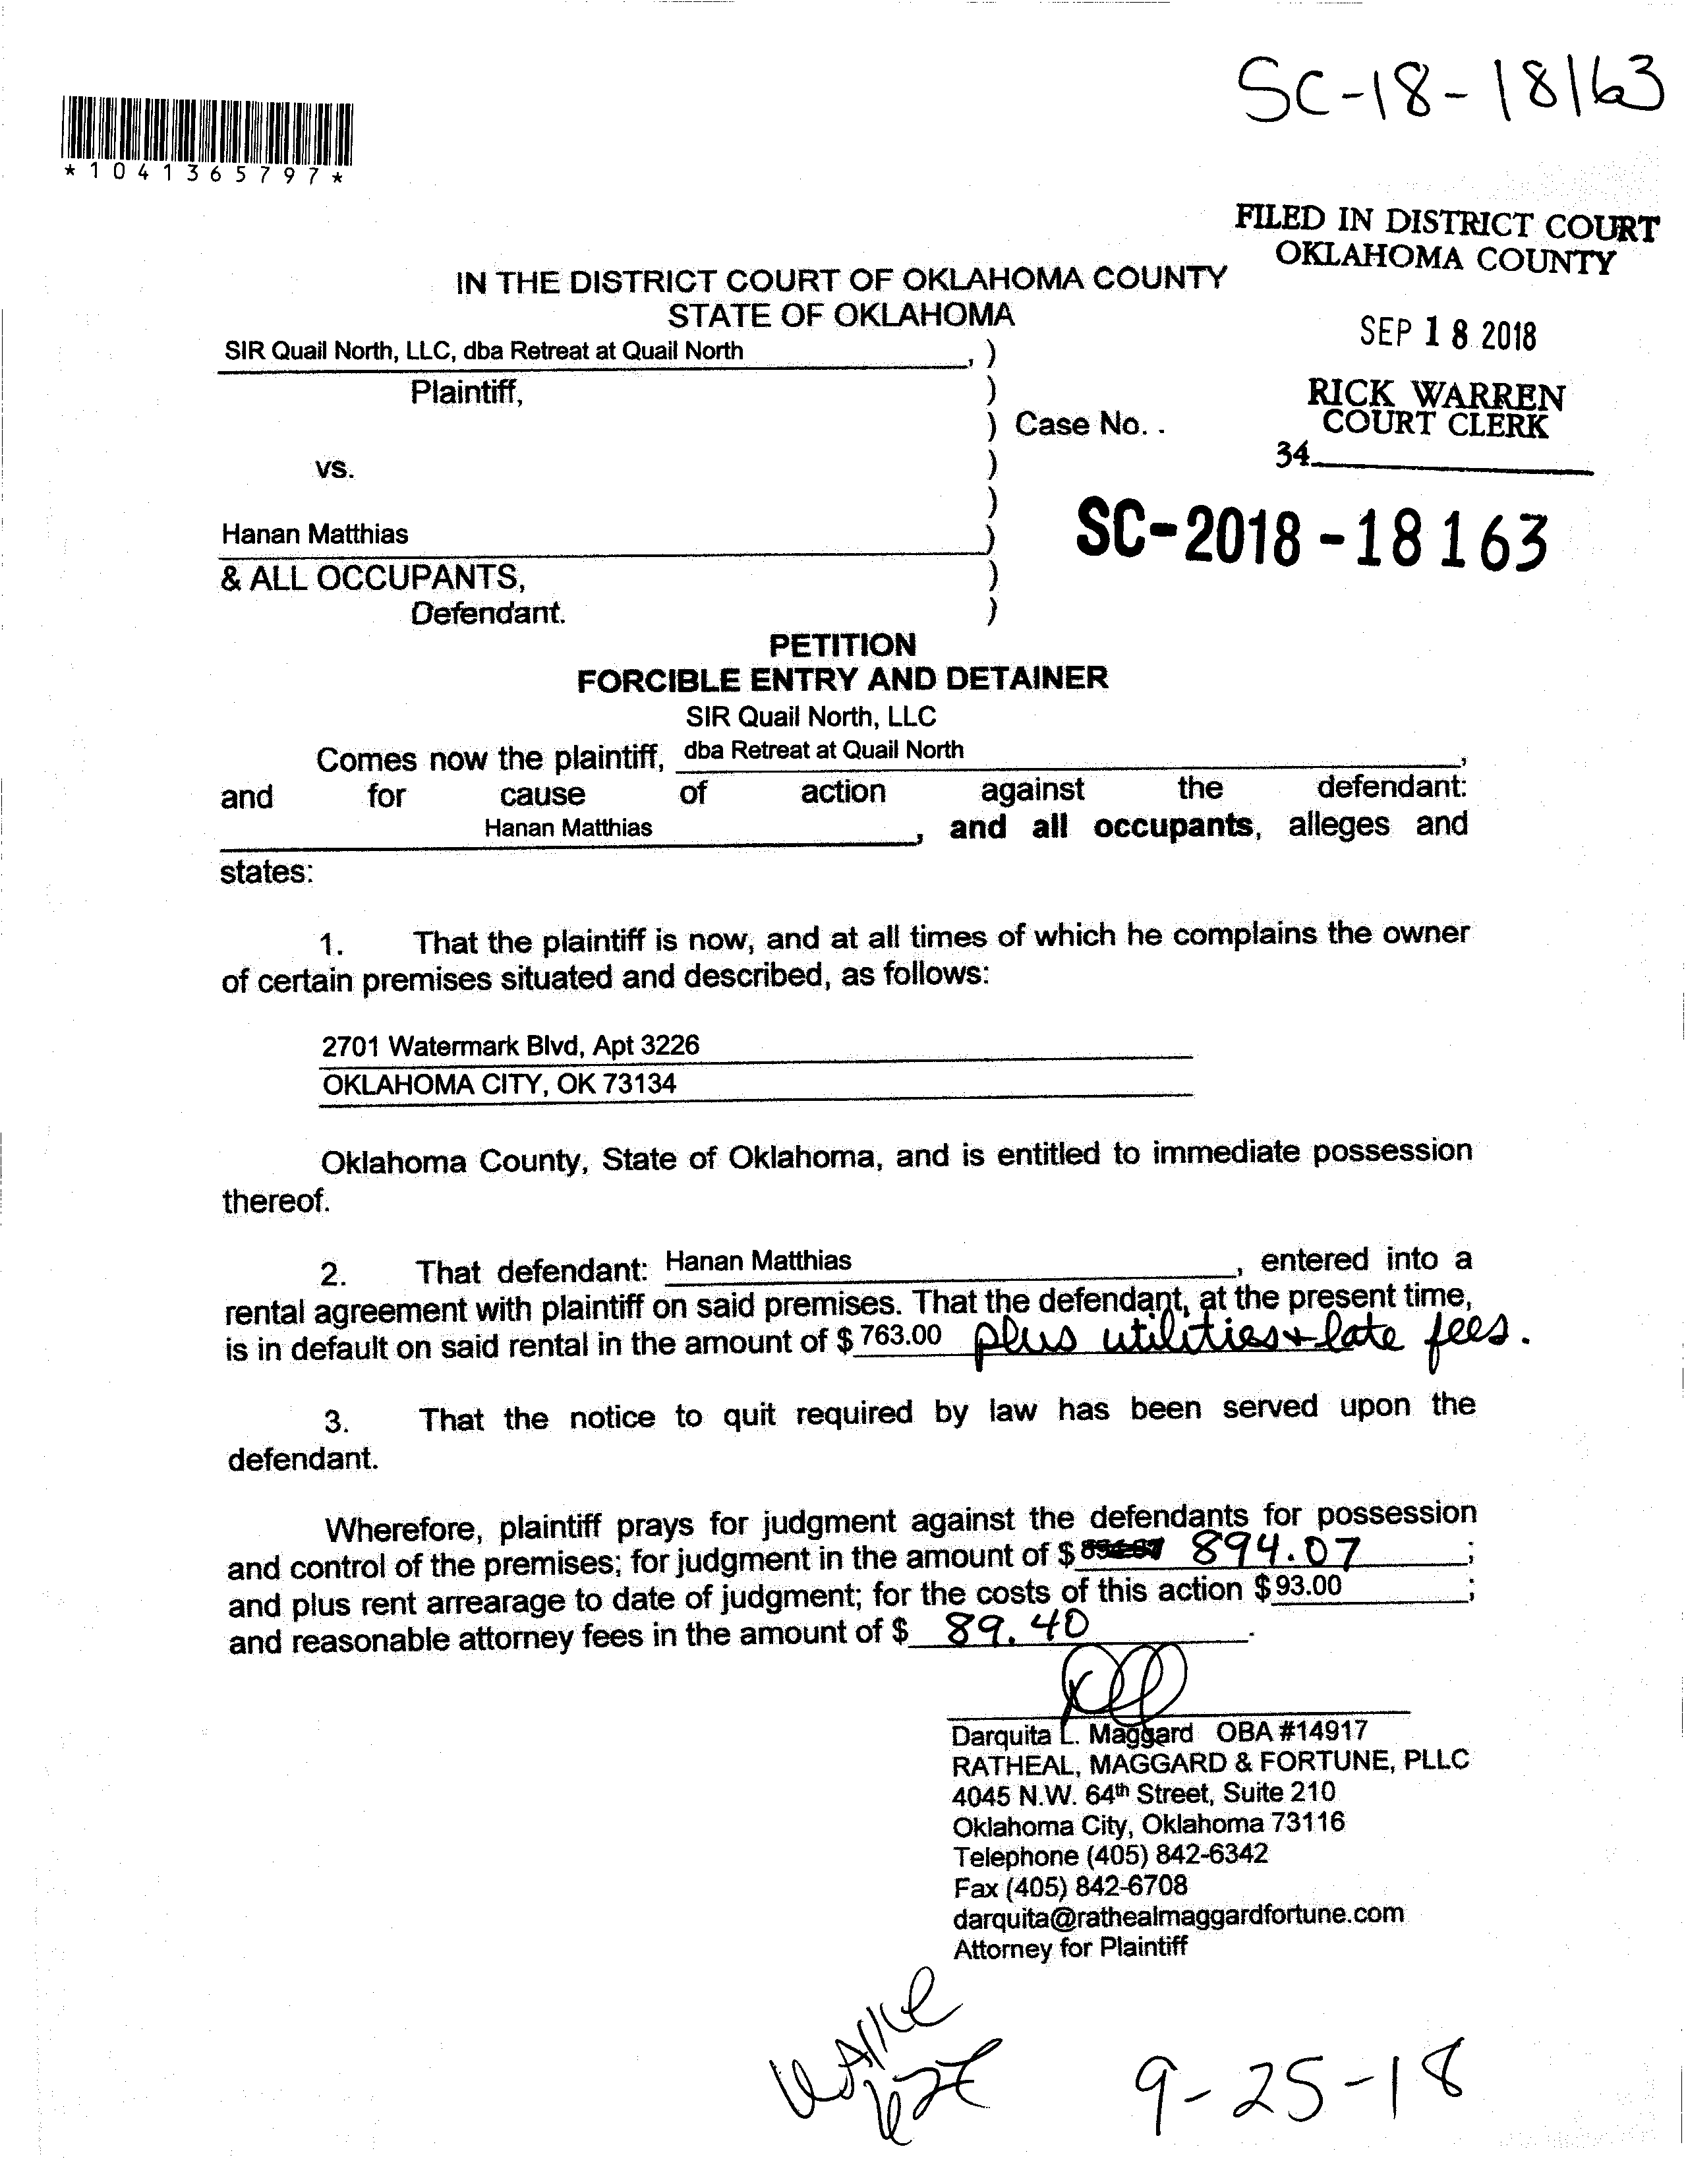 SC-18-18163
*1041365797*
FILED IN DISTRICT COURT
OKLAHOMA COUNTY
IN THE DISTRICT COURT OF OKLAHOMA COUNTY
STATE OF OKLAHOMA
SEP 18 2018
SIR Quail North, LLC, dba Retreat at Quail North , )
Plaintiff, )
RICK WARREN
COURT CLERK
) Case No. .
34
vs. )
)
SC-2018-18163
Hanan Matthias )
& ALL OCCUPANTS, )
Defendant. )
PETITION
FORCIBLE ENTRY AND DETAINER
SIR Quail North, LLC
Comes now the plaintiff, dba Retreat at Quail North ,
and for cause of action against the defendant:
Hanan Matthias , and all occupants, alleges and
states:
1. That the plaintiff is now, and at all times of which he complains the owner
of certain premises situated and described, as follows:
2701 Watermark Blvd, Apt 3226
OKLAHOMA CITY, OK 73134
Oklahoma County, State of Oklahoma, and is entitled to immediate possession
thereof.
2. That defendant: Hanan Matthias , entered into a
rental agreement with plaintiff on said premises. That the defendant, at the present time,
is in default on said rental in the amount of $ 763.00 plus utilities + late fees.
3. That the notice to quit required by law has been served upon the
defendant.
Wherefore, plaintiff prays for judgment against the defendants for possession
and control of the premises; for judgment in the amount of $ 894.07 ;
and plus rent arrearage to date of judgment; for the costs of this action $ 93.00 ;
and reasonable attorney fees in the amount of $ 89.40 .
Darquita L. Maggard OBA #14917
RATHEAL, MAGGARD & FORTUNE, PLLC
4045 N.W. 64th Street, Suite 210
Oklahoma City, Oklahoma 73116
Telephone (405) 842-6342
Fax (405) 842-6708
darquita@rathealmaggardfortune.com
Attorney for Plaintiff
9-25-18